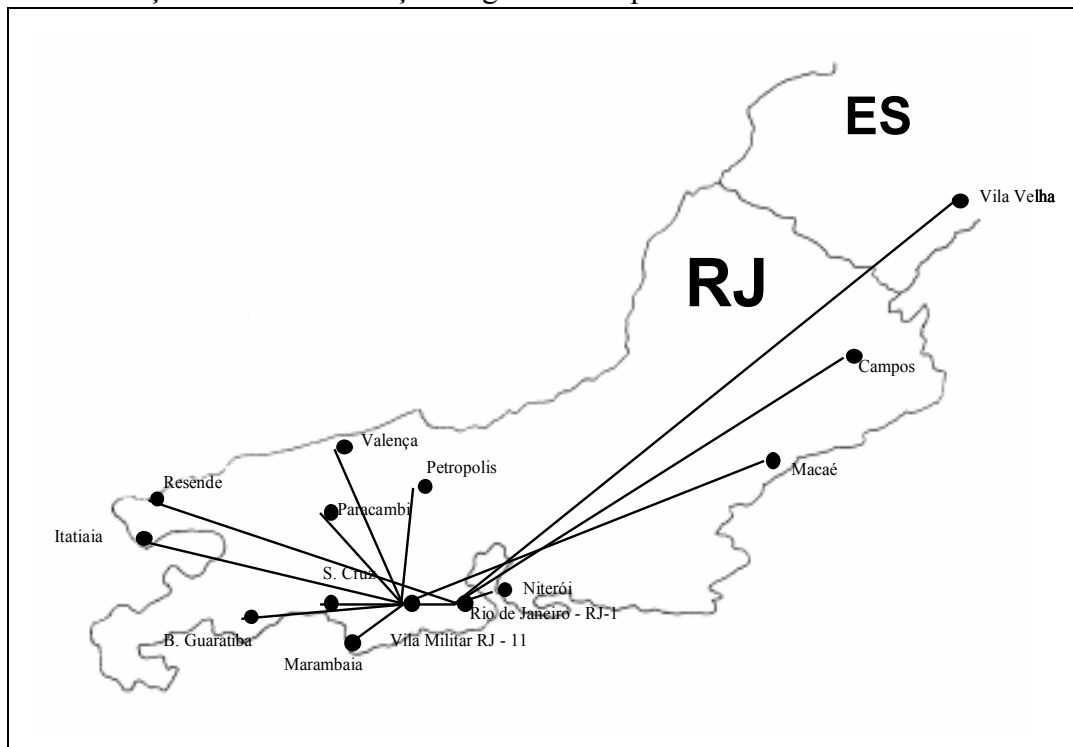 ES
Vila Velha
RJ
Campos
Valença
Petropolis
Macaé
Resende
Paracambi
Itatiaia
S. Cruz
Niterói
Rio de Janeiro - RJ-1
B. Guaratiba
Vila Militar RJ - 11
Marambaia